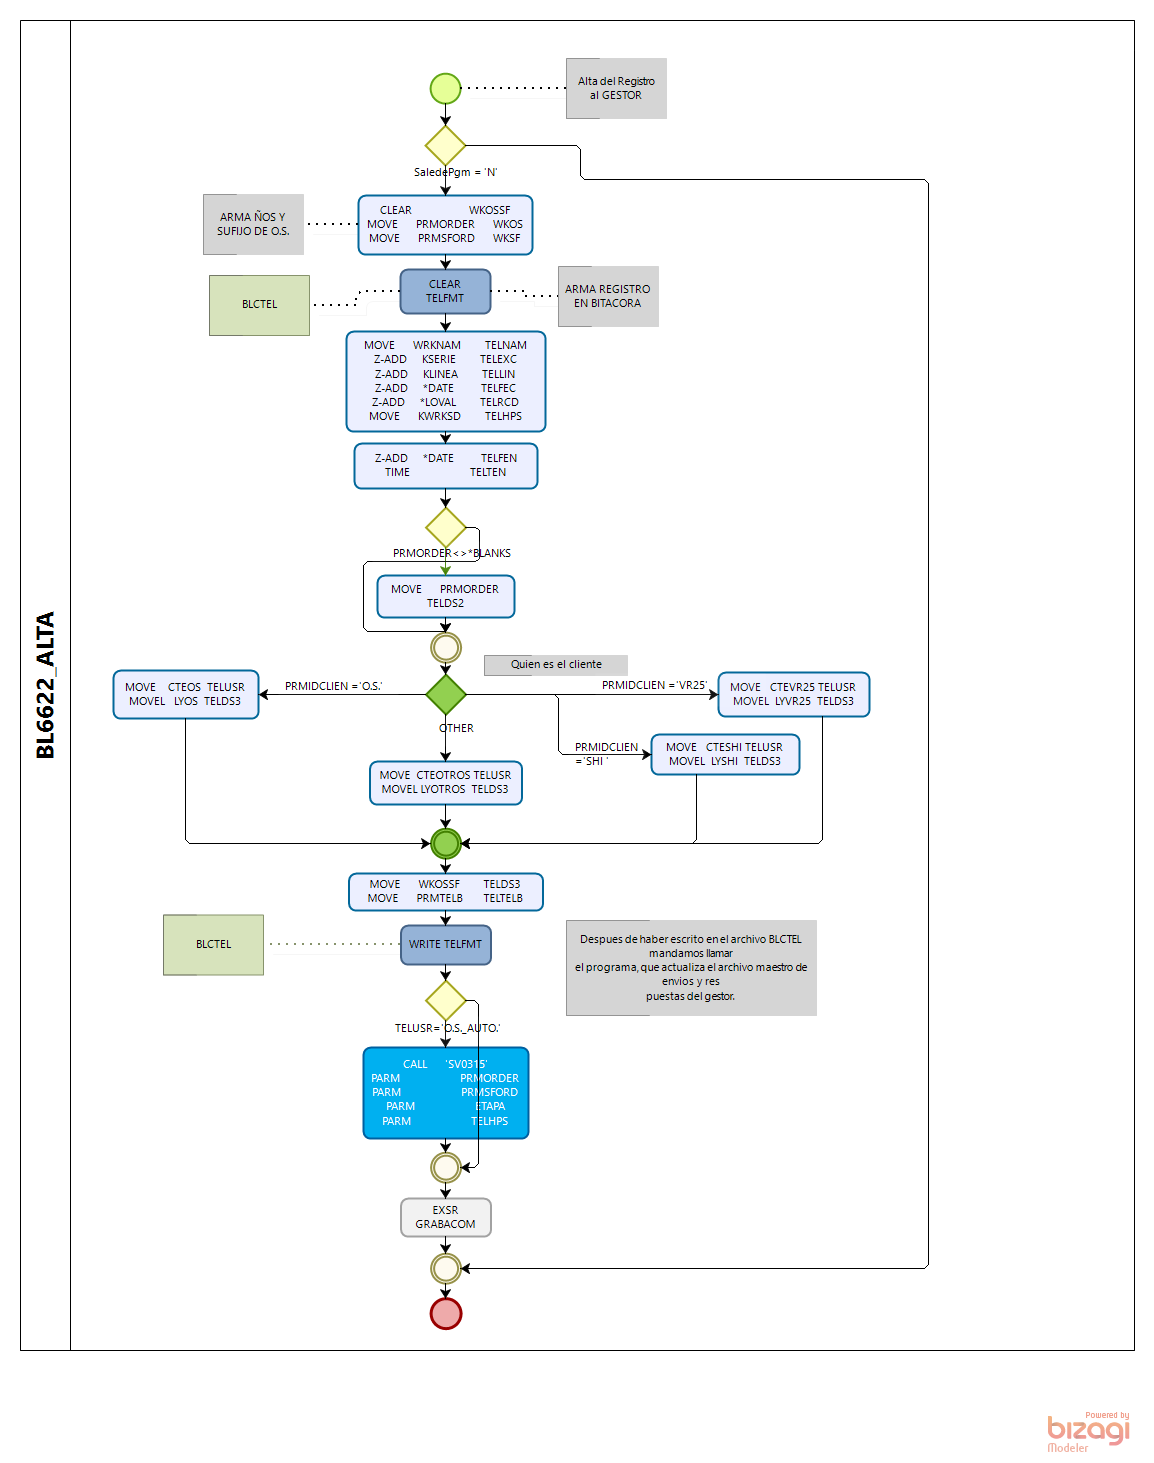 BL6622_ALTA
Alta del Registro
al GESTOR
SaledePgm = 'N'
ARMA ÑOS Y
SUFIJO DE O.S.
CLEAR WKOSSF
MOVE PRMORDER WKOS
MOVE PRMSFORD WKSF
BLCTEL
CLEAR
TELFMT
ARMA REGISTRO
EN BITACORA
MOVE WRKNAM TELNAM
Z-ADD KSERIE TELEXC
Z-ADD KLINEA TELLIN
Z-ADD *DATE TELFEC
Z-ADD *LOVAL TELRCD
MOVE KWRKSD TELHPS
Z-ADD *DATE TELFEN
TIME TELTEN
PRMORDER<>*BLANKS
MOVE PRMORDER
TELDS2
Quien es el cliente
PRMIDCLIEN ='O.S.'
PRMIDCLIEN ='VR25'
MOVE CTEOS TELUSR
MOVEL LYOS TELDS3
MOVE CTEVR25 TELUSR
MOVEL LYVR25 TELDS3
OTHER
PRMIDCLIEN
='SHI '
MOVE CTESHI TELUSR
MOVEL LYSHI TELDS3
MOVE CTEOTROS TELUSR
MOVEL LYOTROS TELDS3
MOVE WKOSSF TELDS3
MOVE PRMTELB TELTELB
BLCTEL
WRITE TELFMT
Despues de haber escrito en el archivo BLCTEL
mandamos llamar
el programa, que actualiza el archivo maestro de
envios y res
puestas del gestor.
TELUSR='O.S._AUTO.'
CALL 'SV0315'
PARM PRMORDER
PARM PRMSFORD
PARM ETAPA
PARM TELHPS
EXSR
GRABACOM
Powered by
bizagi
Modeler